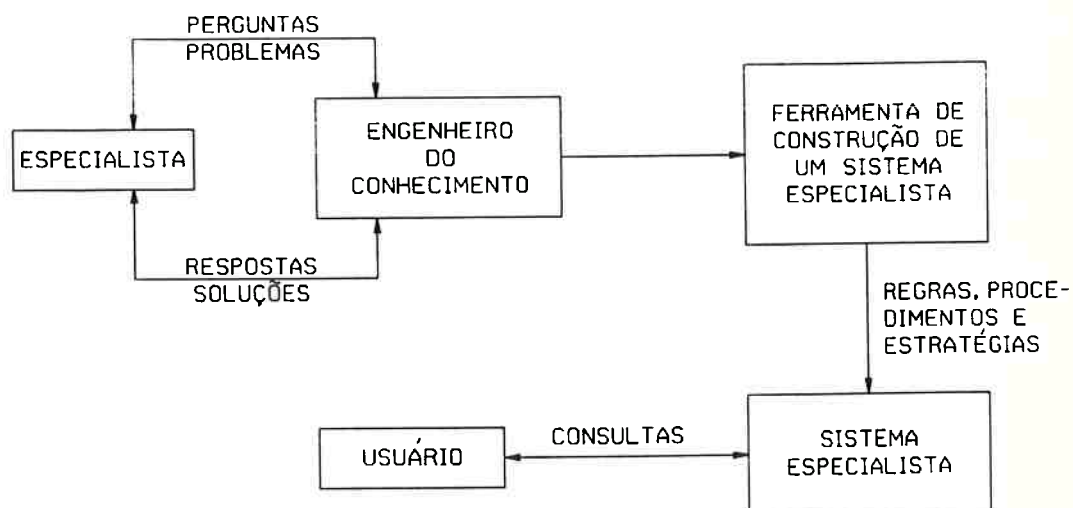 PERGUNTAS
PROBLEMAS
ESPECIALISTA
ENGENHEIRO
DO
CONHECIMENTO
FERRAMENTA DE
CONSTRUÇÃO DE
UM SISTEMA
ESPECIALISTA
RESPOSTAS
SOLUÇÕES
REGRAS, PROCE-
DIMENTOS E
ESTRATÉGIAS
USUÁRIO
CONSULTAS
SISTEMA
ESPECIALISTA